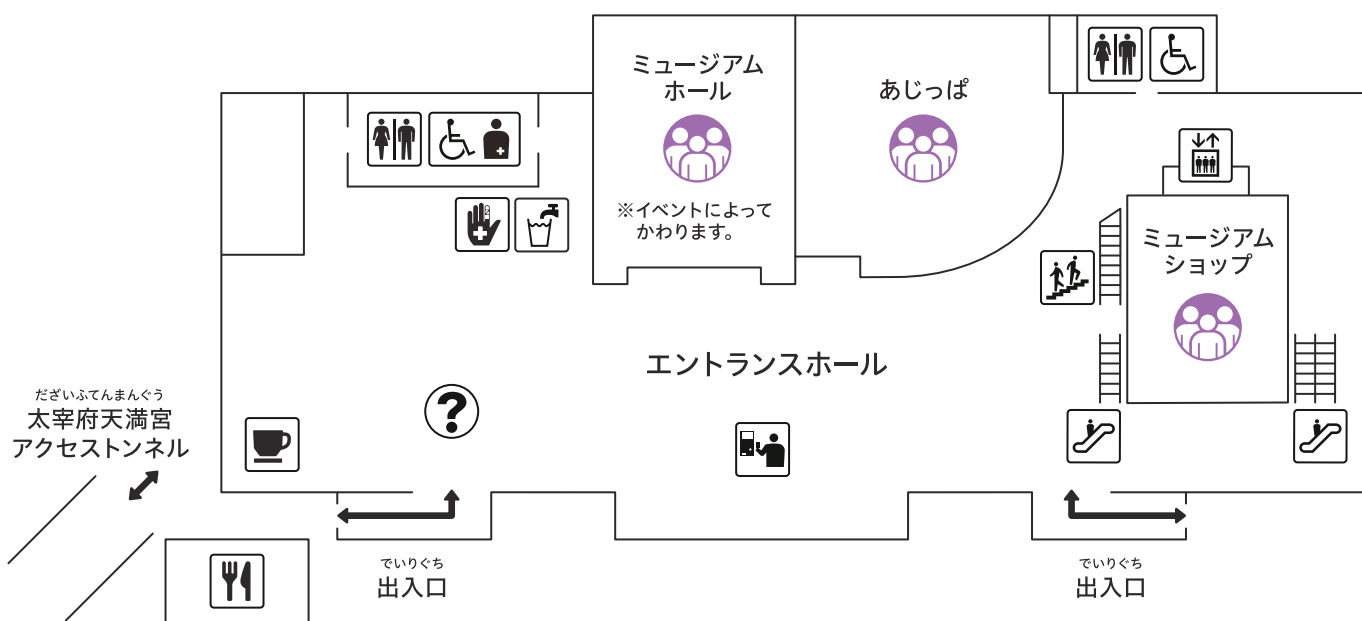 ミュージアム
ホール
※イベントによって
かわります。
あじっぱ
ミュージアム
ショップ
エントランスホール
だざいふてんまんぐう
太宰府天満宮
アクセストンネル
?
でいりぐち
出入口
でいりぐち
出入口